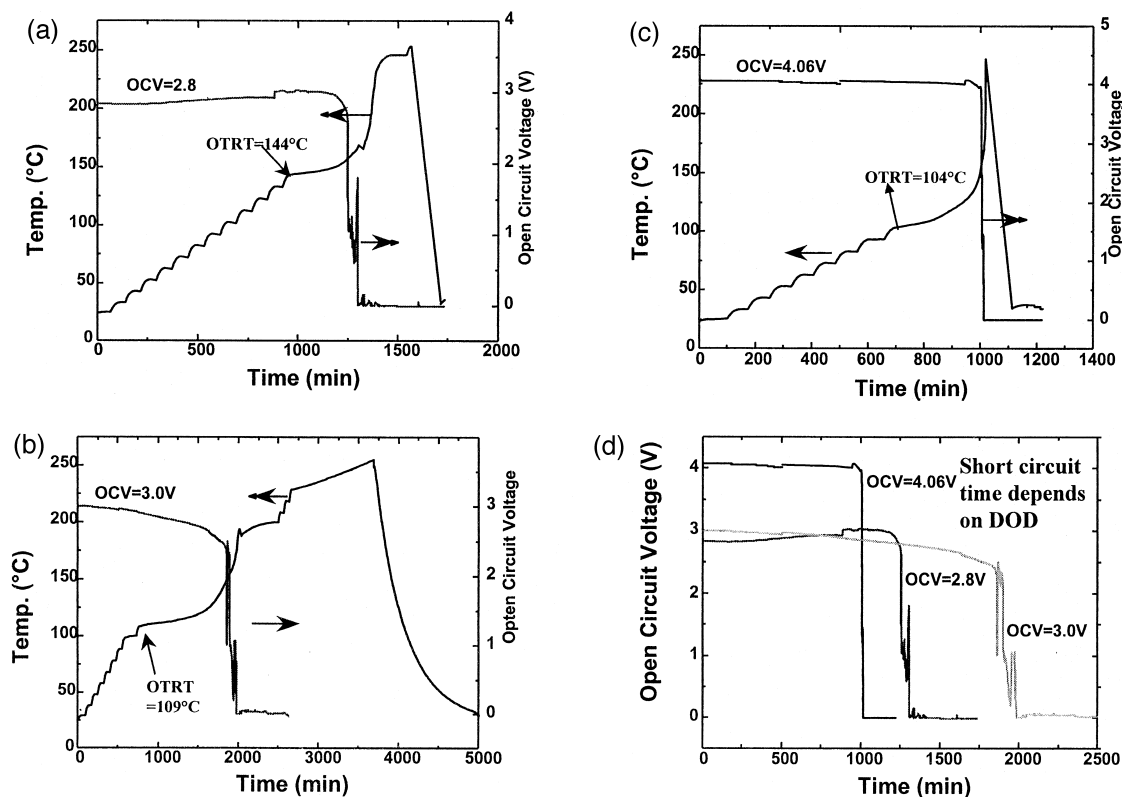 (a)
250
200
150
100
50
0
Temp. (°C)
OCV=2.8
OTRT=144°C
4
3
2
1
0
Open Circuit Voltage (V)
0
500
1000
1500
2000
Time (min)
(c)
250
200
150
100
50
0
Temp. (°C)
OCV=4.06V
OTRT=104°C
5
4
3
2
1
0
Open Circuit Voltage
0
200
400
600
800
1000
1200
1400
Time (min)
(b)
250
200
150
100
50
0
Temp. (°C)
OCV=3.0V
OTRT
=109°C
3
2
1
0
Opten Circuit Voltage
0
1000
2000
3000
4000
5000
Time (min)
(d)
4
3
2
1
0
Open Circuit Voltage (V)
Short circuit
time depends
on DOD
OCV=4.06V
OCV=2.8V
OCV=3.0V
0
500
1000
1500
2000
2500
Time (min)